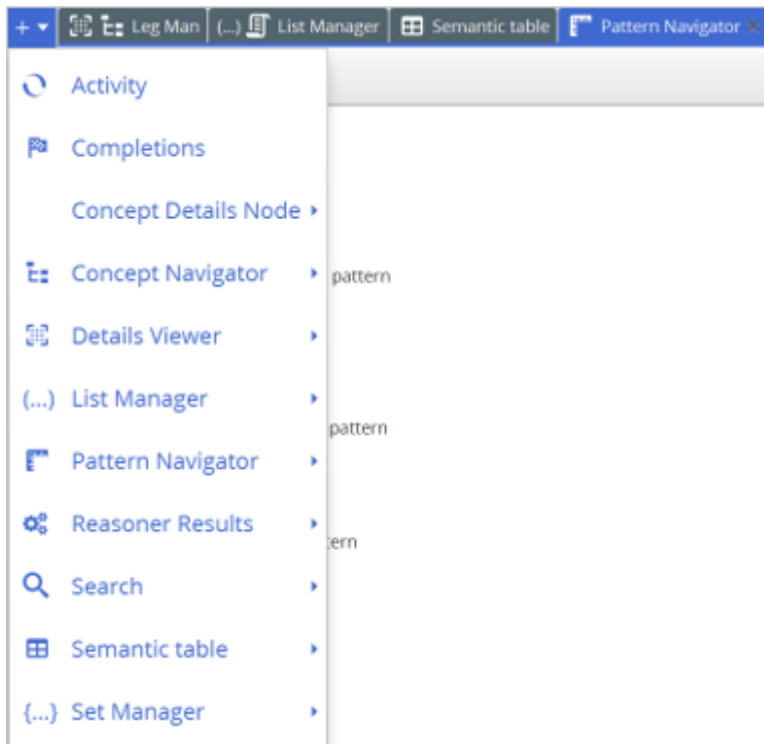 + Leg Man (...) List Manager Semantic table Pattern Navigator
Activity
Completions
Concept Details Node
Concept Navigator
pattern
Details Viewer
(...) List Manager
pattern
Pattern Navigator
Reasoner Results
tern
Search
Semantic table
{...} Set Manager